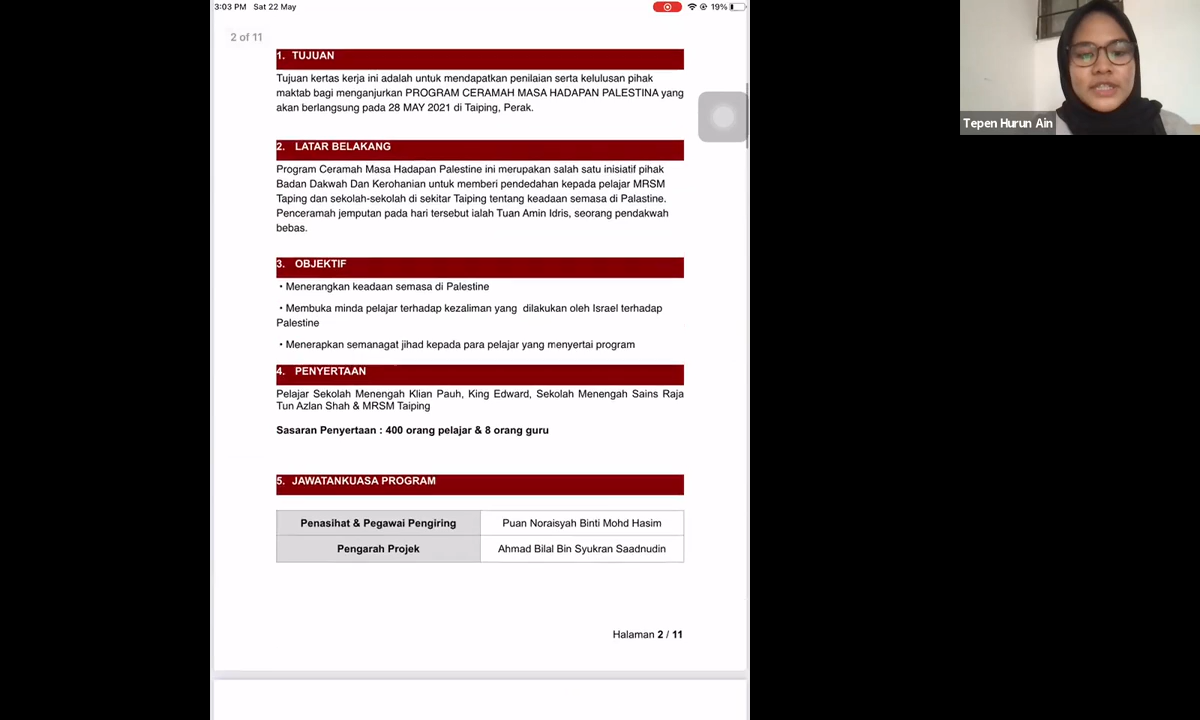 3:03 PM Sat 22 May
19%
2 of 11
1. TUJUAN
Tujuan kertas kerja ini adalah untuk mendapatkan penilaian serta kelulusan pihak
maktab bagi menganjurkan PROGRAM CERAMAH MASA HADAPAN PALESTINA yang
akan berlangsung pada 28 MAY 2021 di Taiping, Perak.
2. LATAR BELAKANG
Program Ceramah Masa Hadapan Palestine ini merupakan salah satu inisiatif pihak
Badan Dakwah Dan Kerohanian untuk memberi pendedahan kepada pelajar MRSM
Taping dan sekolah-sekolah di sekitar Taiping tentang keadaan semasa di Palastine.
Penceramah jemputan pada hari tersebut ialah Tuan Amin Idris, seorang pendakwah
bebas.
3. OBJEKTIF
• Menerangkan keadaan semasa di Palestine
• Membuka minda pelajar terhadap kezaliman yang dilakukan oleh Israel terhadap
Palestine
• Menerapkan semanagat jihad kepada para pelajar yang menyertai program
4. PENYERTAAN
Pelajar Sekolah Menengah Klian Pauh, King Edward, Sekolah Menengah Sains Raja
Tun Azlan Shah & MRSM Taiping
Sasaran Penyertaan : 400 orang pelajar & 8 orang guru
5. JAWATANKUASA PROGRAM
Penasihat & Pegawai Pengiring Puan Noraisyah Binti Mohd Hasim
Pengarah Projek Ahmad Bilal Bin Syukran Saadnudin
Halaman 2 / 11
Tepen Hurun Ain